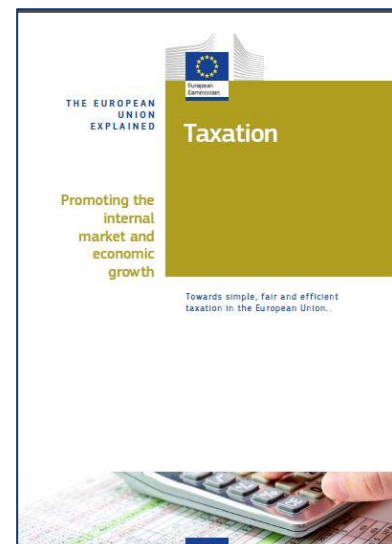 European
Commission
THE EUROPEAN
UNION
EXPLAINED
Taxation
Promoting the
internal
market and
economic
growth
Towards simple, fair and efficient
taxation in the European Union.